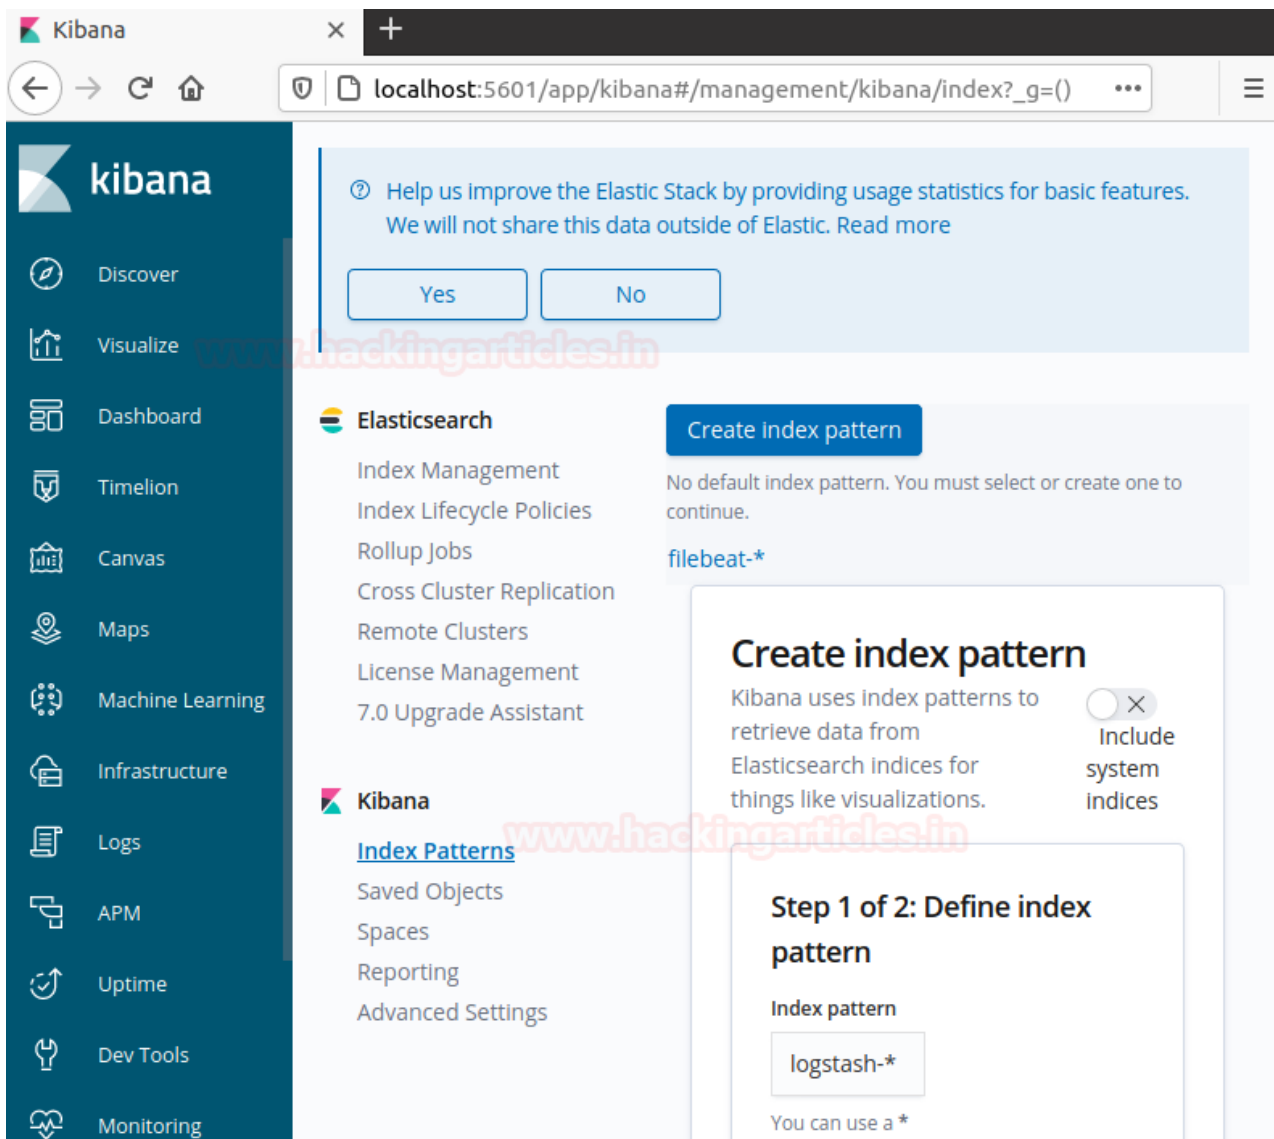 Kibana
localhost:5601/app/kibana#/management/kibana/index?_g=()
kibana
Discover
Visualize
Dashboard
Timelion
Canvas
Maps
Machine Learning
Infrastructure
Logs
APM
Uptime
Dev Tools
Monitoring
Help us improve the Elastic Stack by providing usage statistics for basic features.
We will not share this data outside of Elastic. Read more
Yes
No
www.hackingarticles.in
Elasticsearch
Index Management
Index Lifecycle Policies
Rollup Jobs
Cross Cluster Replication
Remote Clusters
License Management
7.0 Upgrade Assistant
Kibana
Index Patterns
Saved Objects
Spaces
Reporting
Advanced Settings
Create index pattern
No default index pattern. You must select or create one to
continue.
filebeat-*
Create index pattern
Kibana uses index patterns to
retrieve data from
Elasticsearch indices for
things like visualizations.
Include
system
indices
www.hackingarticles.in
Step 1 of 2: Define index
pattern
Index pattern
logstash-*
You can use a *